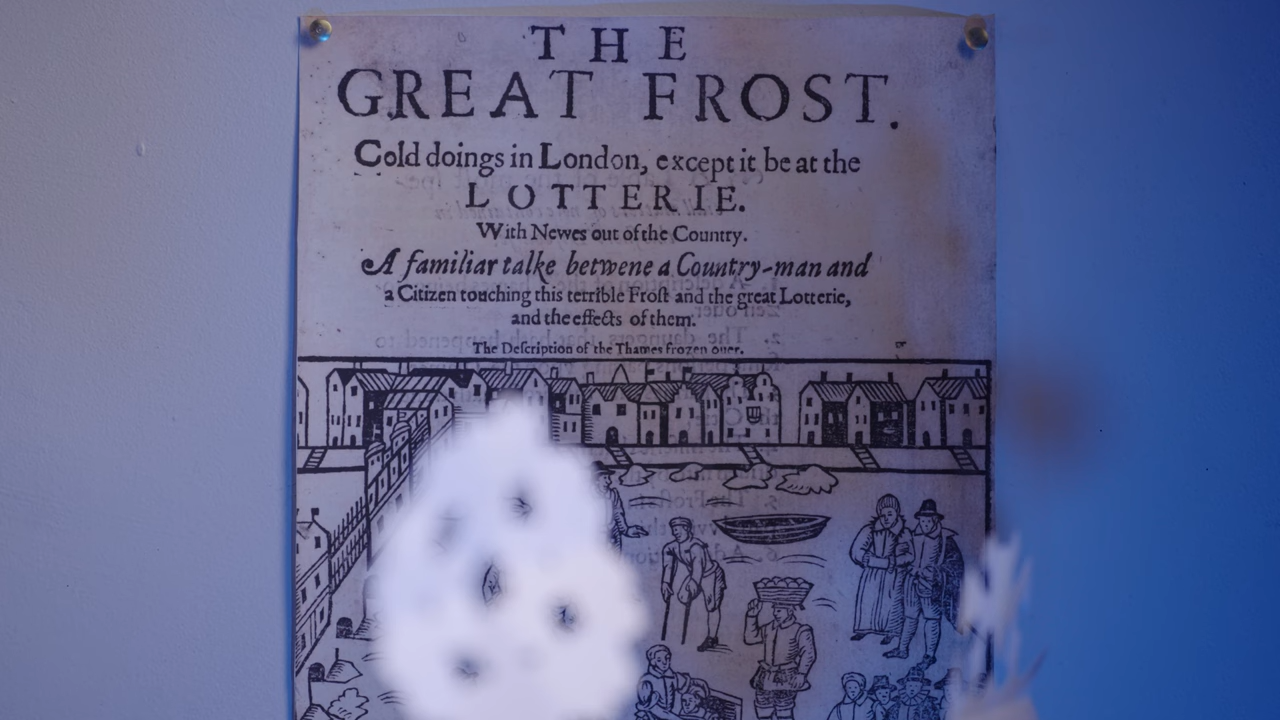 THE
GREAT FROST.
Cold doings in London, except it be at the
LOTTERIE.
With Newes out of the Country.
A familiar talke betwene a Country-man and
a Citizen touching this terrible Froſt and the great Lotterie,
and the effects of them.
The Deſcription of the Thames frozen ouer.